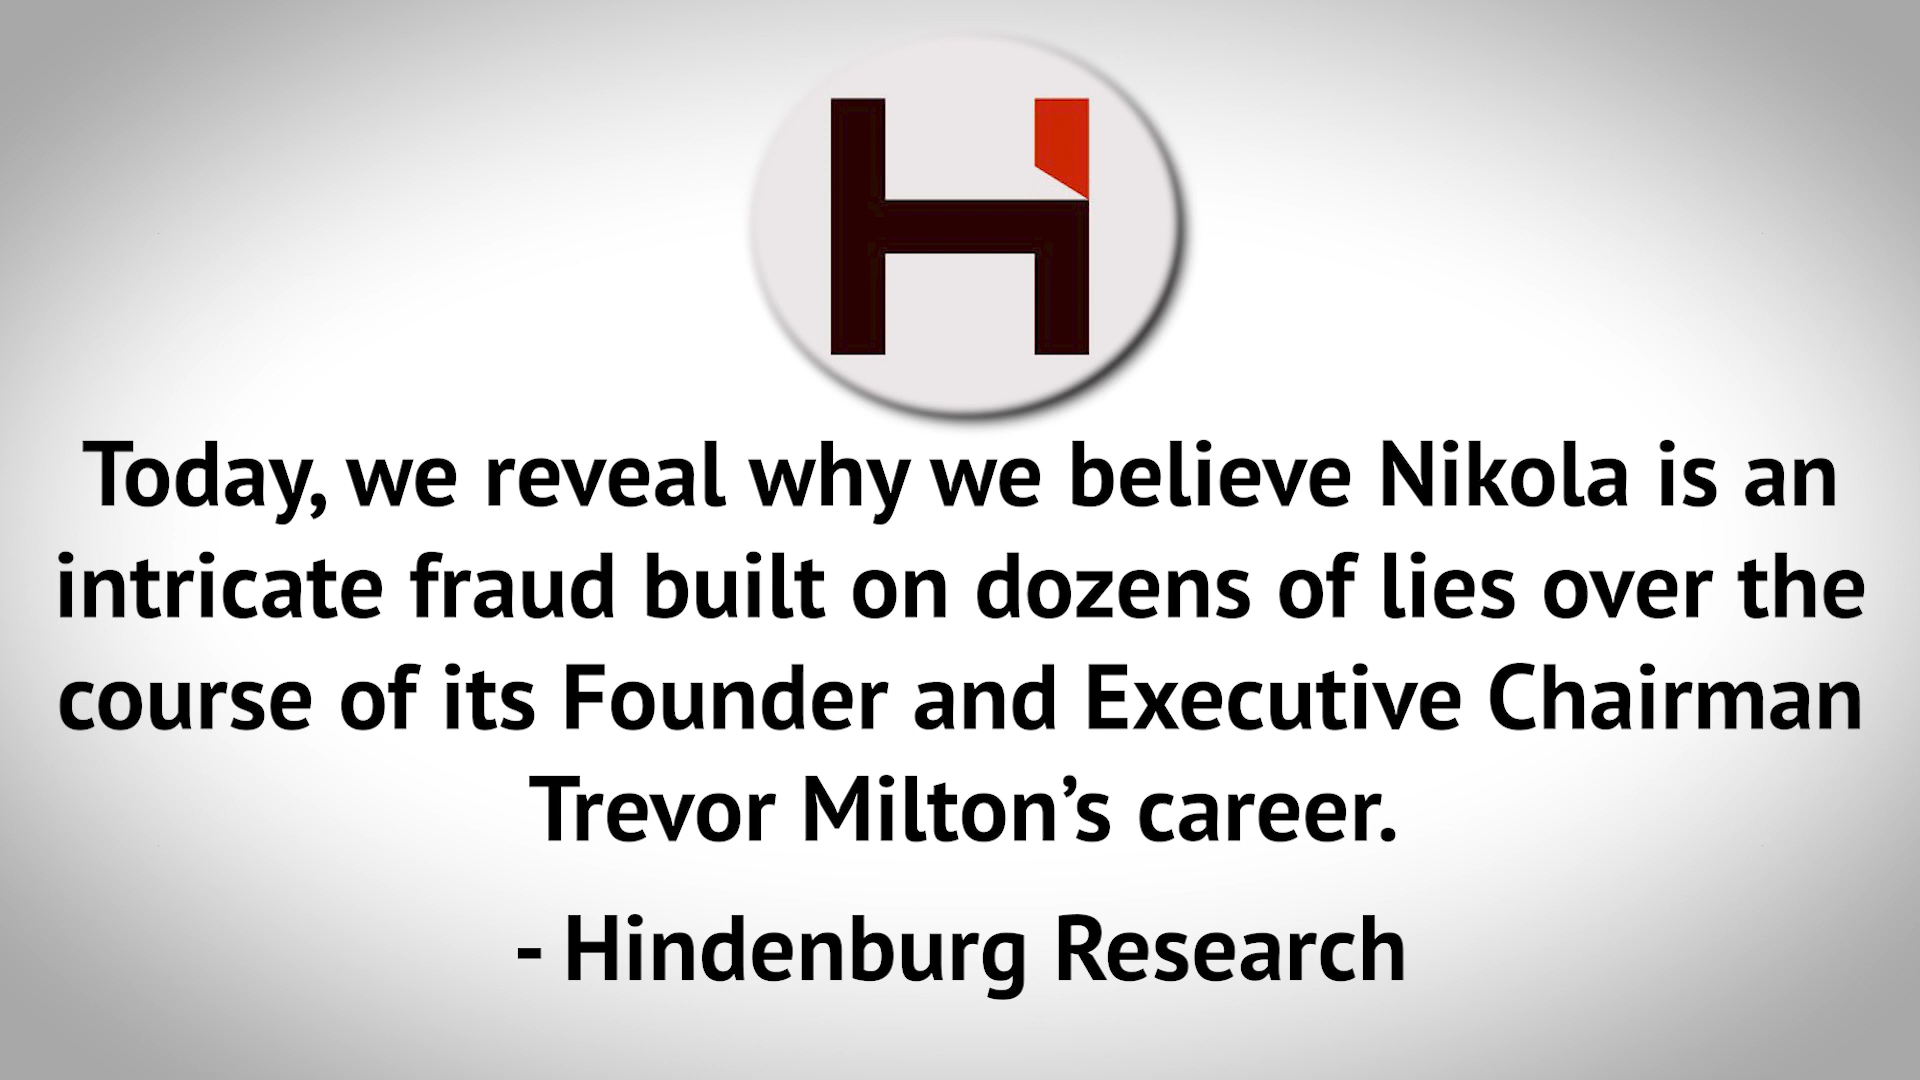 Today, we reveal why we believe Nikola is an
intricate fraud built on dozens of lies over the
course of its Founder and Executive Chairman
Trevor Milton’s career.
- Hindenburg Research